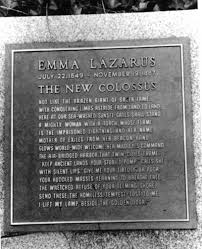 EMMA LAZARUS
JULY 22, 1849 - NOVEMBER 19, 1887
THE NEW COLOSSUS
NOT LIKE THE BRAZEN GIANT OF GREEK FAME
WITH CONQUERING LIMBS ASTRIDE FROM LAND TO LAND
HERE AT OUR SEA-WASHED SUNSET GATES SHALL STAND
A MIGHTY WOMAN WITH A TORCH WHOSE FLAME
IS THE IMPRISONED LIGHTNING AND HER NAME
MOTHER OF EXILES FROM HER BEACON HAND
GLOWS WORLD-WIDE WELCOME HER MILD EYES COMMAND
THE AIR-BRIDGED HARBOR THAT TWIN CITIES FRAME
"KEEP ANCIENT LANDS YOUR STORIED POMP" CRIES SHE
WITH SILENT LIPS "GIVE ME YOUR TIRED YOUR POOR
YOUR HUDDLED MASSES YEARNING TO BREATHE FREE
THE WRETCHED REFUSE OF YOUR TEEMING SHORE
SEND THESE THE HOMELESS TEMPEST-TOST TO ME
I LIFT MY LAMP BESIDE THE GOLDEN DOOR"